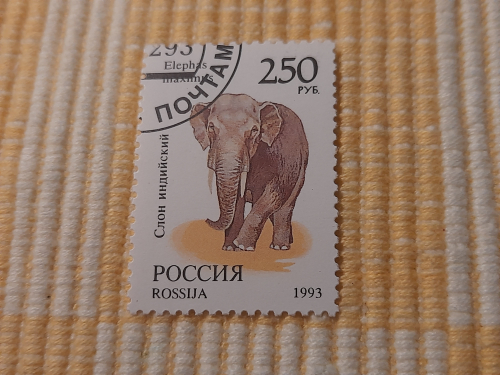 293
ПОЧТАМ
Elephas
maximus
250
РУБ.
Слон индийский
РОССИЯ
ROSSIJA
1993